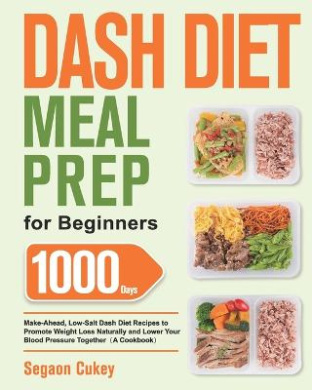 DASH DIET
MEAL
PREP
for Beginners
1000 Days
Make-Ahead, Low-Salt Dash Diet Recipes to
Promote Weight Loss Naturally and Lower Your
Blood Pressure Together (A Cookbook)
Segaon Cukey